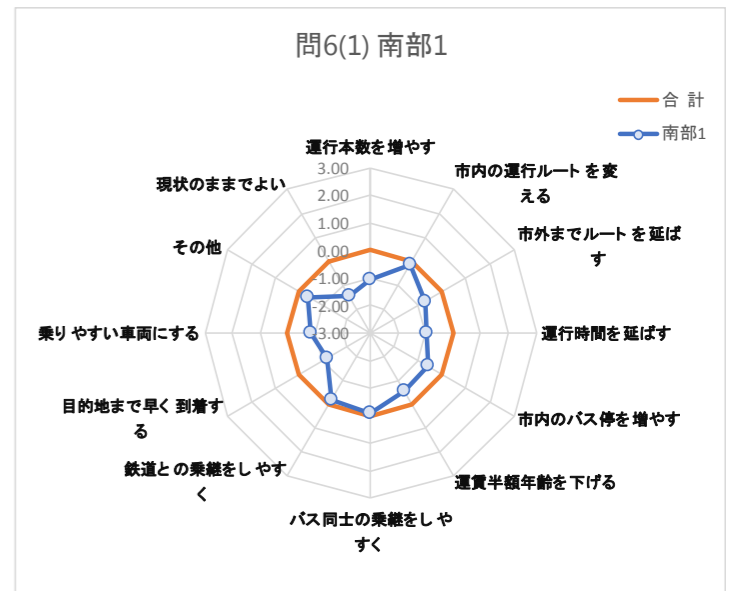 問6(1) 南部1
合 計
南部1
運行本数を増やす
市内の運行ルートを変
える
市外までルートを延ば
す
運行時間を延ばす
市内のバス停を増やす
運賃半額年齢を下げる
バス同士の乗継をしや
すく
鉄道との乗継をしやす
く
目的地まで早く到着す
る
乗りやすい車両にする
その他
現状のままでよい
3.00
2.00
1.00
0.00
-1.00
-2.00
-3.00